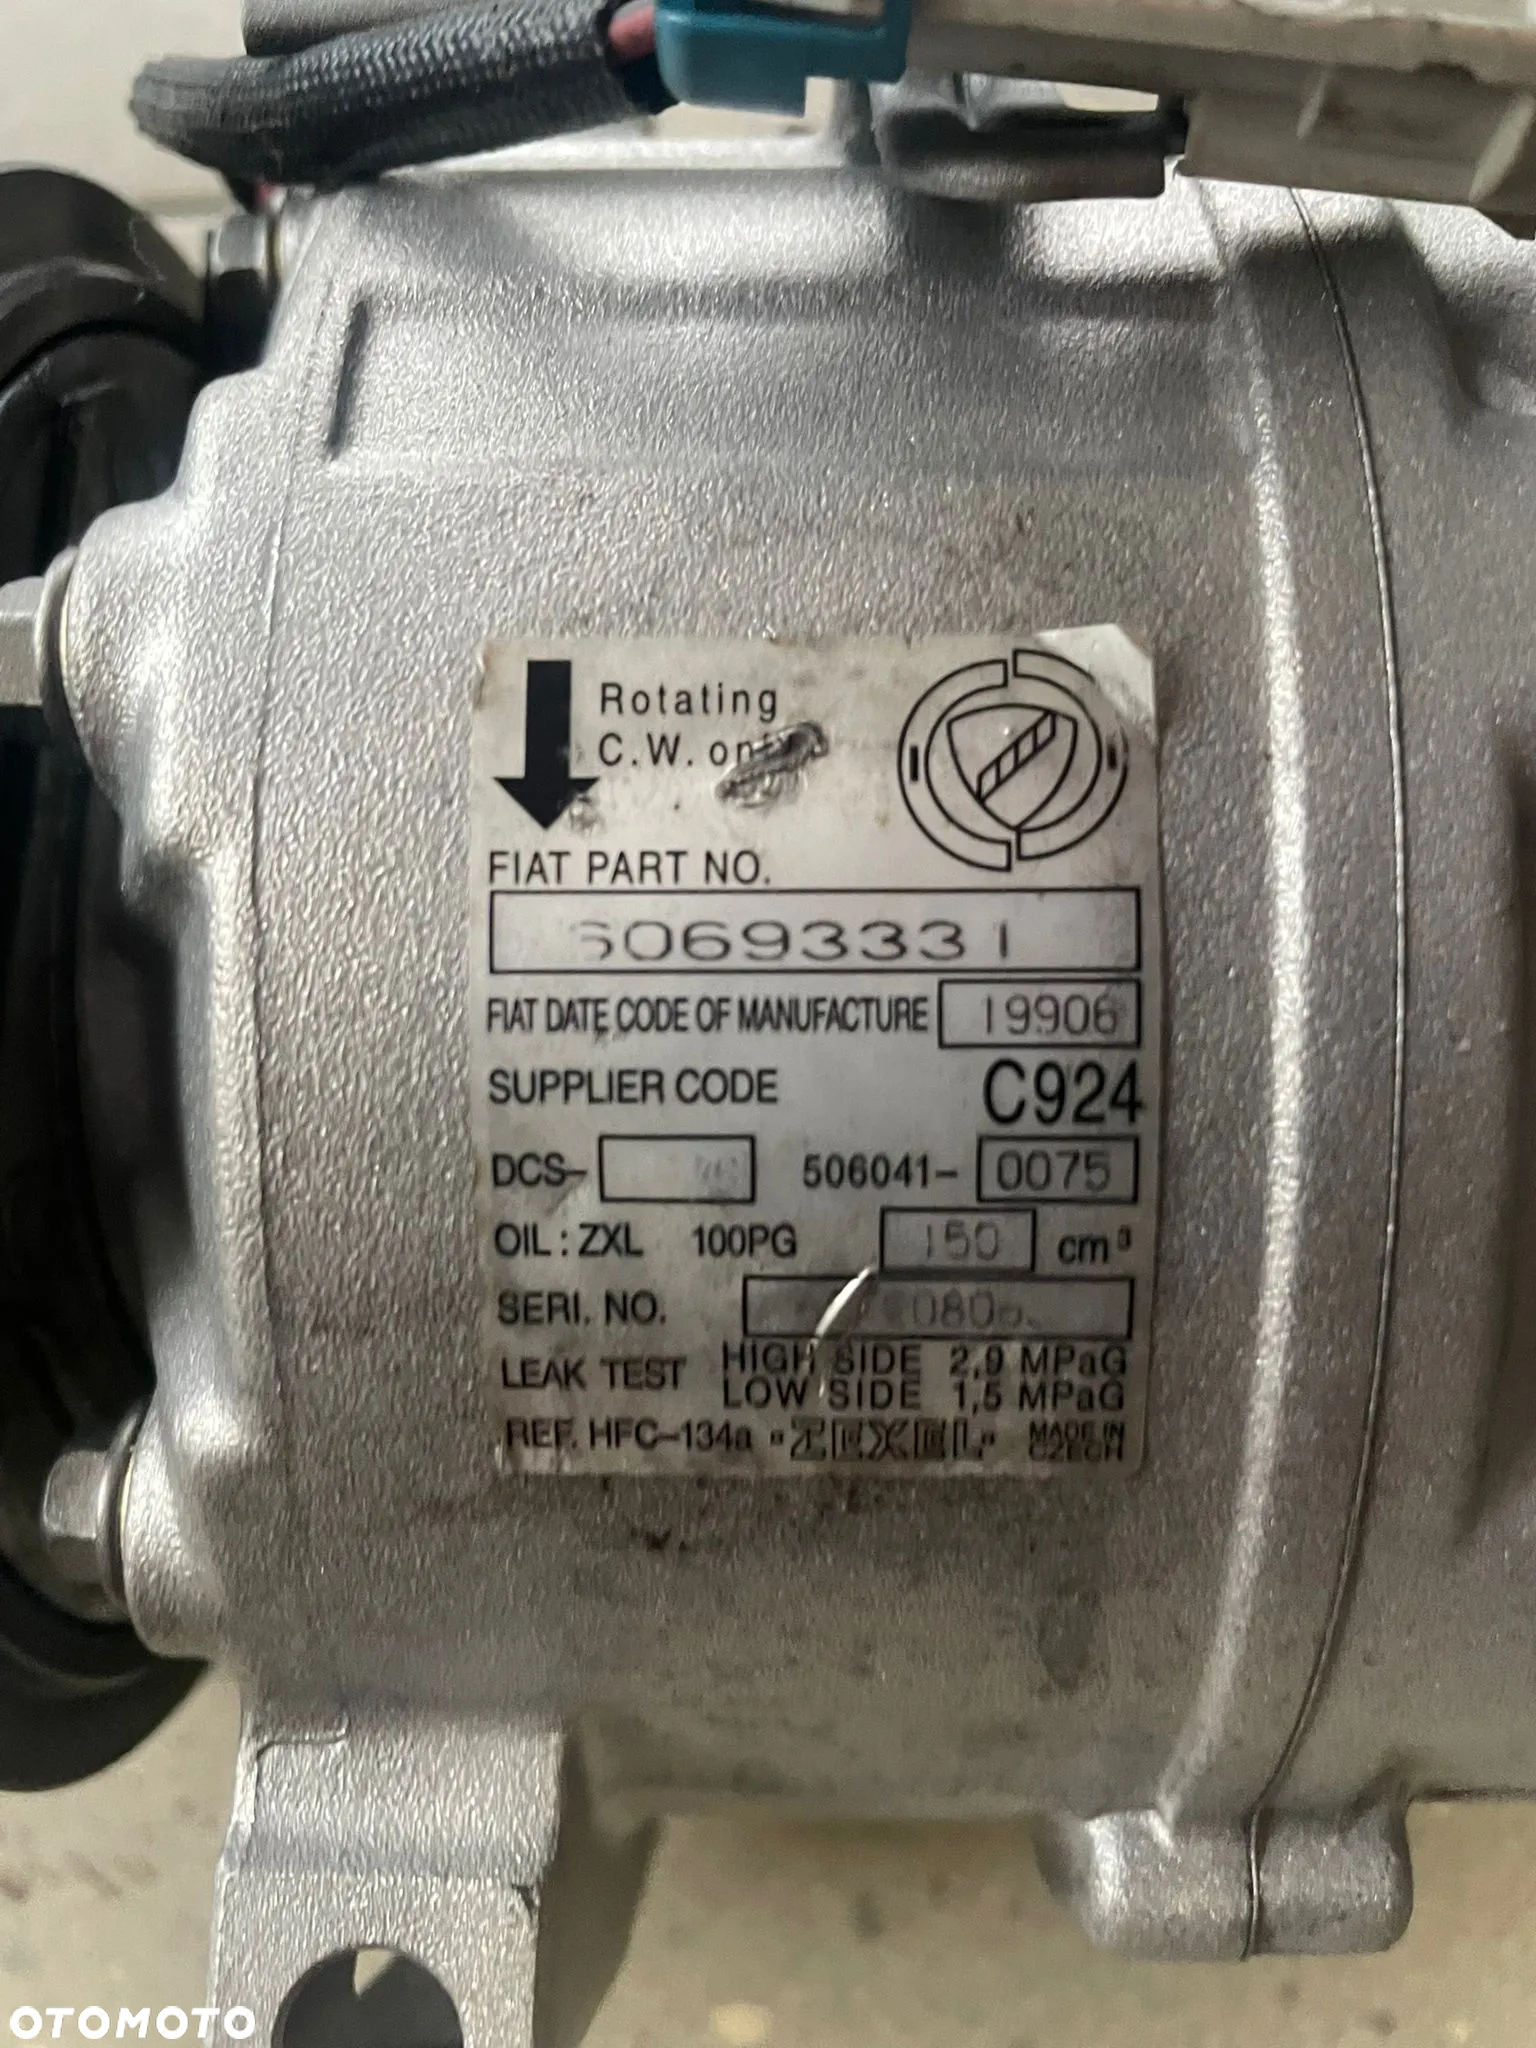 Rotating
C.W. only
FIAT PART NO.
60693331
FIAT DATE CODE OF MANUFACTURE 19906
SUPPLIER CODE C924
DCS- 506041- 0075
OIL : ZXL 100PG 150 cm³
SERI. NO.
LEAK TEST HIGH SIDE 2,9 MPaG
LOW SIDE 1,5 MPaG
REF. HFC-134a "ZEXEL" MADE IN CZECH
OTOMOTO